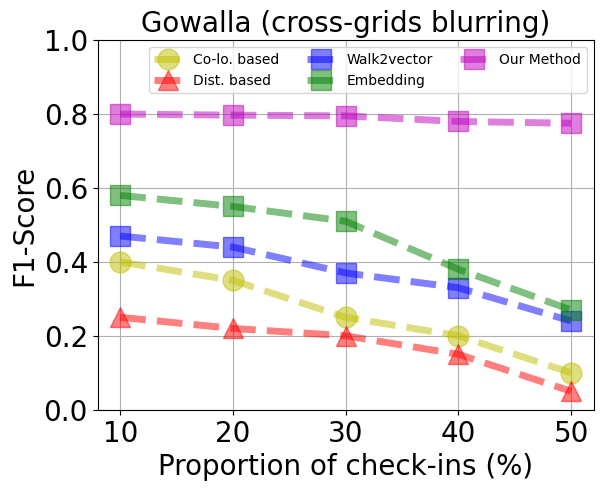 Gowalla (cross-grids blurring)
Co-lo. based
Dist. based
Walk2vector
Embedding
Our Method
F1-Score
1.0
0.8
0.6
0.4
0.2
0.0
10 20 30 40 50
Proportion of check-ins (%)